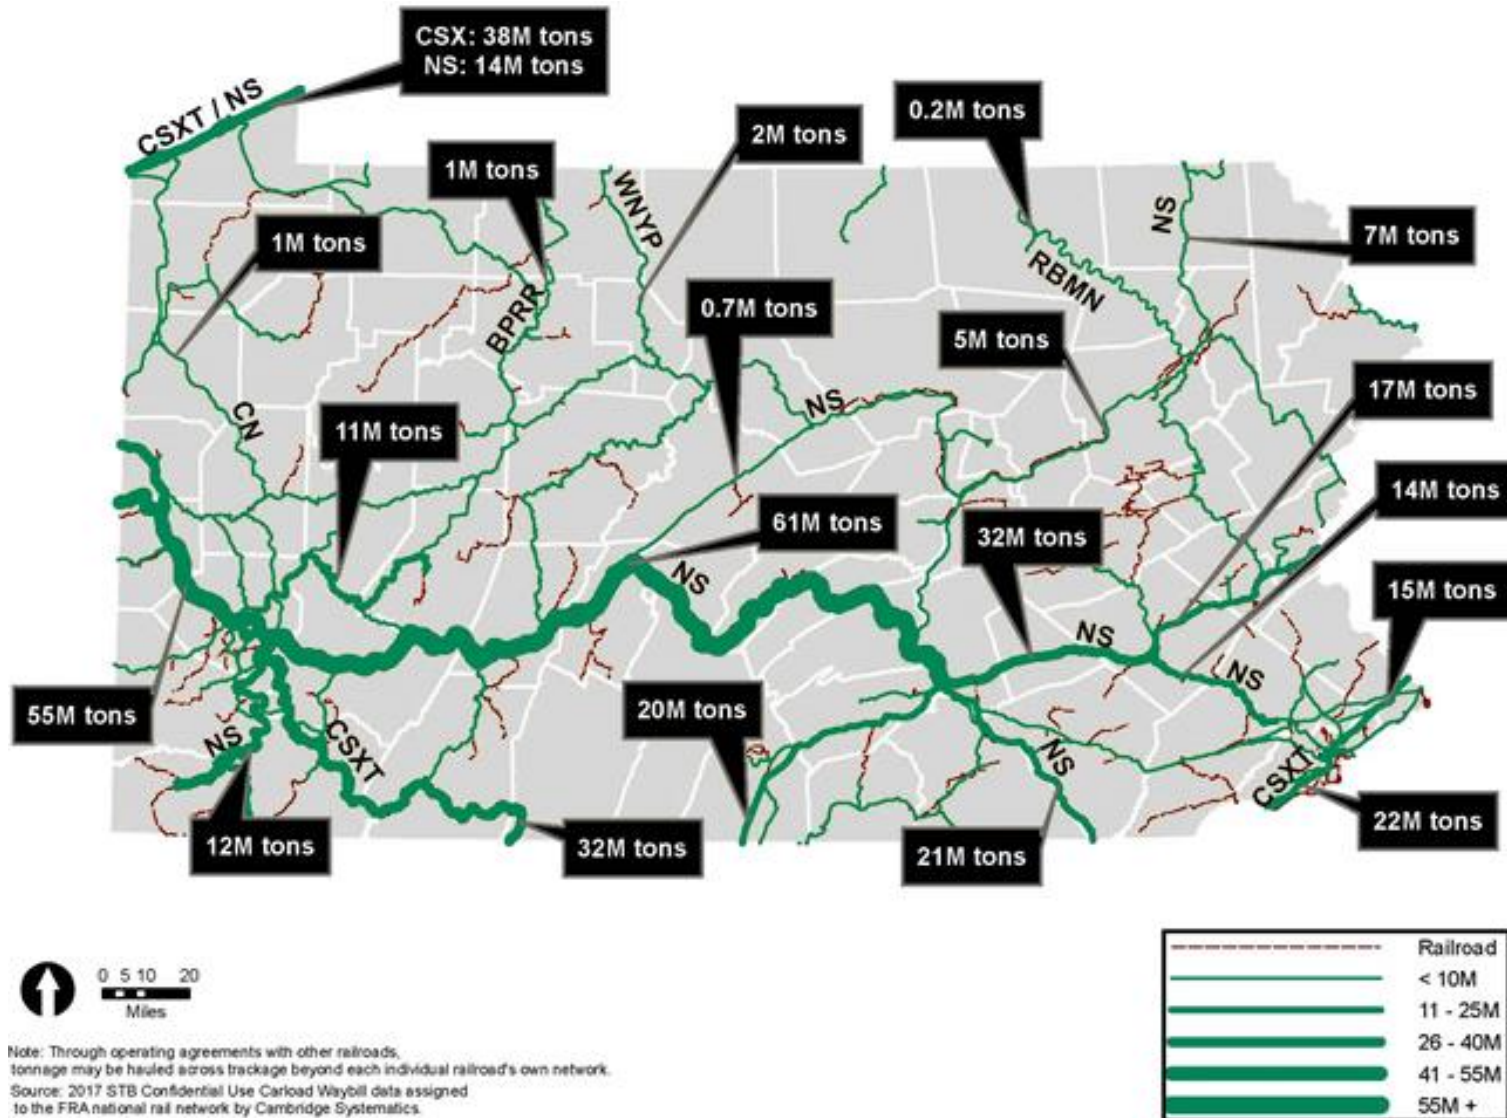 CSX: 38M tons
NS: 14M tons
CSXT / NS
0.2M tons
2M tons
1M tons
WNYP
NS
7M tons
1M tons
RBMN
BPRR
0.7M tons
5M tons
17M tons
CN
NS
11M tons
14M tons
61M tons
32M tons
NS
15M tons
NS
NS
55M tons
20M tons
NS
CSXT
NS
CSXT
12M tons
32M tons
21M tons
22M tons
0 5 10 20
Miles
Note: Through operating agreements with other railroads,
tonnage may be hauled across trackage beyond each individual railroad's own network.
Source: 2017 STB Confidential Use Carload Waybill data assigned
to the FRA national rail network by Cambridge Systematics.
Railroad
< 10M
11 - 25M
26 - 40M
41 - 55M
55M +